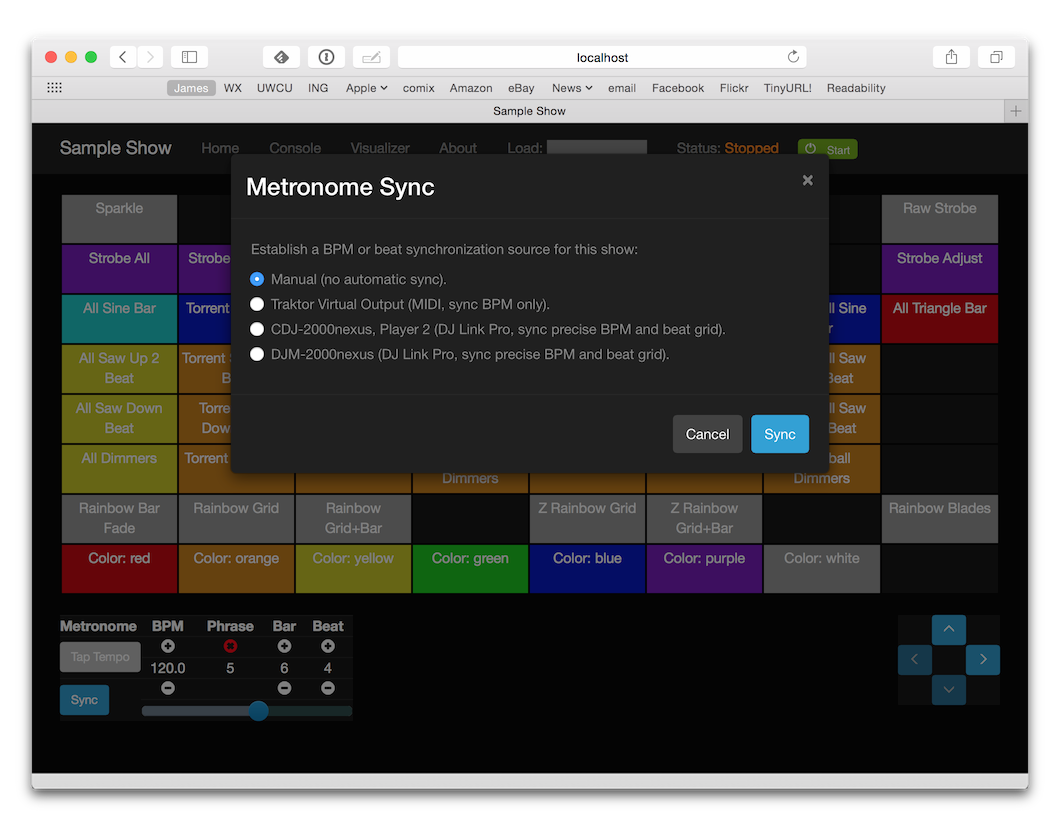 localhost
James WX UWCU ING Apple comix Amazon eBay News email Facebook Flickr TinyURL! Readability
Sample Show
Sample Show Home Console Visualizer About Load: Status: Stopped Start
Metronome Sync
×
Establish a BPM or beat synchronization source for this show:
Manual (no automatic sync).
Traktor Virtual Output (MIDI, sync BPM only).
CDJ-2000nexus, Player 2 (DJ Link Pro, sync precise BPM and beat grid).
DJM-2000nexus (DJ Link Pro, sync precise BPM and beat grid).
Cancel Sync
Sparkle Raw Strobe
Strobe All Strobe Strobe Adjust
All Sine Bar Torrent All Triangle Bar
Sine
All Saw Up 2 Torrent Saw
Beat Beat
All Saw Down
Beat Beat
Saw
All Dimmers Torrent
Dimmers Dimmers
Rainbow Bar Rainbow Grid Rainbow Z Rainbow Grid Z Rainbow Rainbow Blades
Fade Grid+Bar Grid+Bar
Color: red Color: orange Color: yellow Color: green Color: blue Color: purple Color: white
Metronome BPM Phrase Bar Beat
Tap Tempo 120.0 5 6 4
Sync